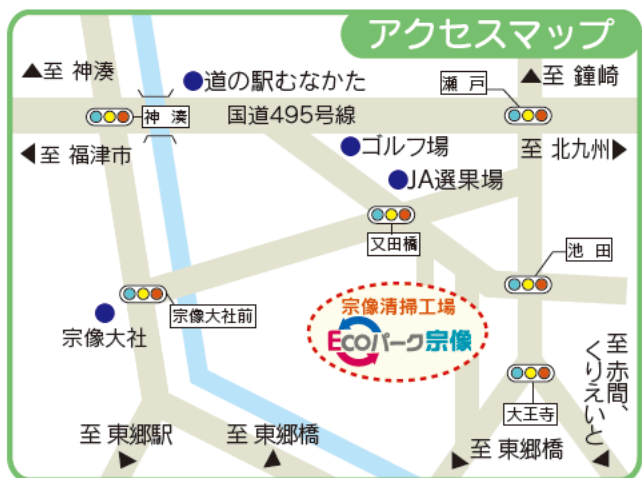 アクセスマップ
▲至 神湊
●道の駅むなかた
瀬 戸
▲至 鐘崎
神 湊
国道495号線
◀至 福津市
●ゴルフ場
至 北九州▶
●JA選果場
又田橋
池 田
宗像大社前
宗像清掃工場
Ecoパーク宗像
宗像大社
至 赤間、
くりえいと
大王寺
至 東郷駅
至 東郷橋
至 東郷橋